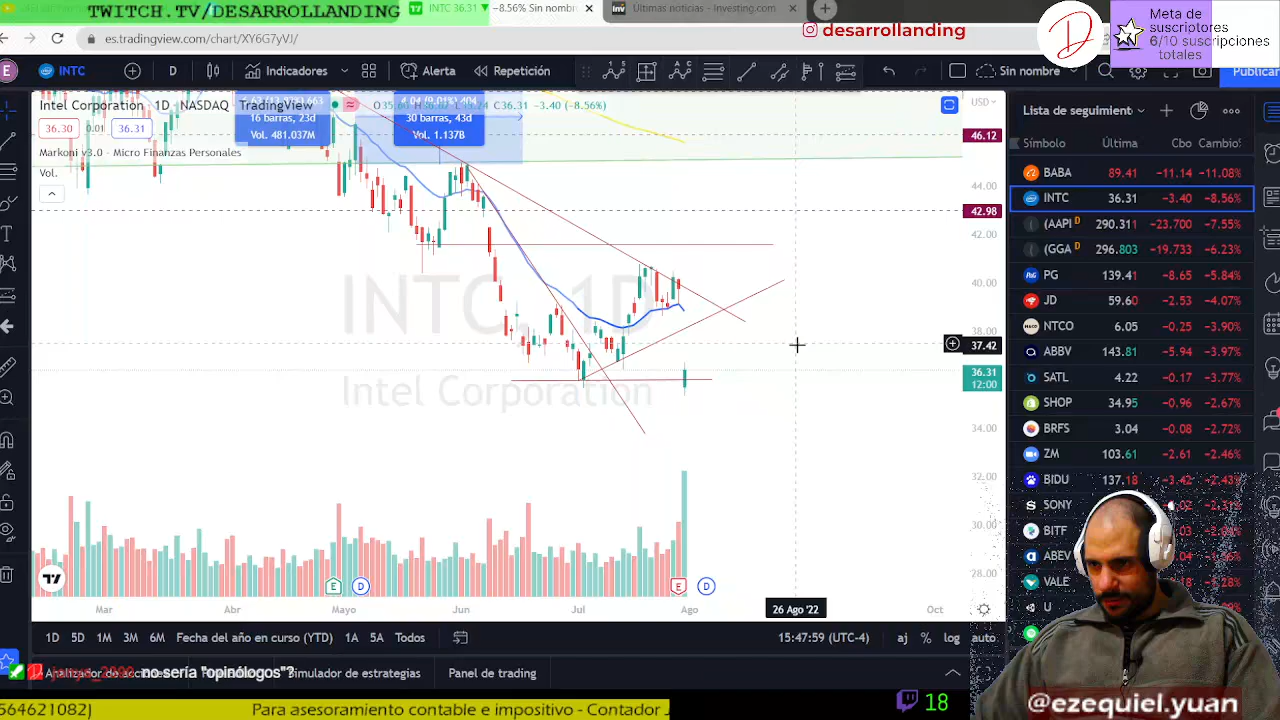 TWITCH.TV/DESARROLLANDING
INTC 36.31 ▼ −8.56% Sin nombre
Últimas noticias - Investing.com
desarrollanding
Meta de
suscriptores
6/10 suscripciones
totales
es.tradingview.com/chart/XY6G7yVJ/
E
INTC
D
Indicadores
Alerta
Repetición
Sin nombre
Publicar
Intel Corporation · 1D · NASDAQ · TradingView
C36.31 −3.40 (−8.56%)
36.30
0.01
36.31
Markoni v3.0 - Micro Finanzas Personales
Vol.
16 barras, 23d
Vol. 481.037M
30 barras, 43d
Vol. 1.137B
INTC, 1D
Intel Corporation
USD
46.12
44.00
42.98
42.00
40.00
38.00
37.42
36.31
12:00
34.00
32.00
30.00
28.00
Mar
Abr
Mayo
Jun
Jul
Ago
26 Ago '22
Oct
E
D
E
D
1D 5D 1M 3M 6M Fecha del año en curso (YTD) 1A 5A Todos
15:47:59 (UTC-4)
aj % log auto
Lista de seguimiento
Símbolo Última Cbo Cambio%
BABA 89.41 −11.14 −11.08%
INTC 36.31 −3.40 −8.56%
(AAPL D 290.311 −23.700 −7.55%
(GGA D 296.803 −19.733 −6.23%
PG 139.41 −8.65 −5.84%
JD 59.60 −2.53 −4.07%
NTCO 6.05 −0.25 −3.90%
ABBV 143.81 −5.94 −3.97%
SATL 4.22 −0.17 −3.77%
SHOP 34.95 −0.96 −2.67%
BRFS 3.04 −0.08 −2.72%
ZM 103.61 −2.61 −2.46%
BIDU 137.18 −3.42 −2.43%
SONY
BITF
ABEV
VALE
U
no sería "opinólogos"?
Simulador de estrategias
Panel de trading
564621082)
Para asesoramiento contable e impositivo - Contador
18
@ezequiel.yuan